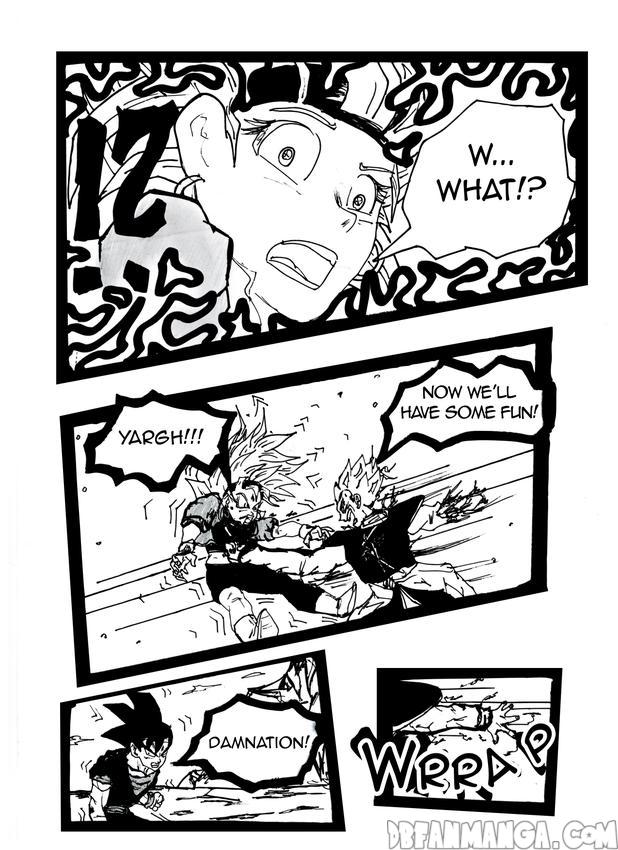 W...
WHAT!?
YARGH!!!
NOW WE'LL
HAVE SOME FUN!
DAMNATION!
WRRAP
DBFANMANGA.COM